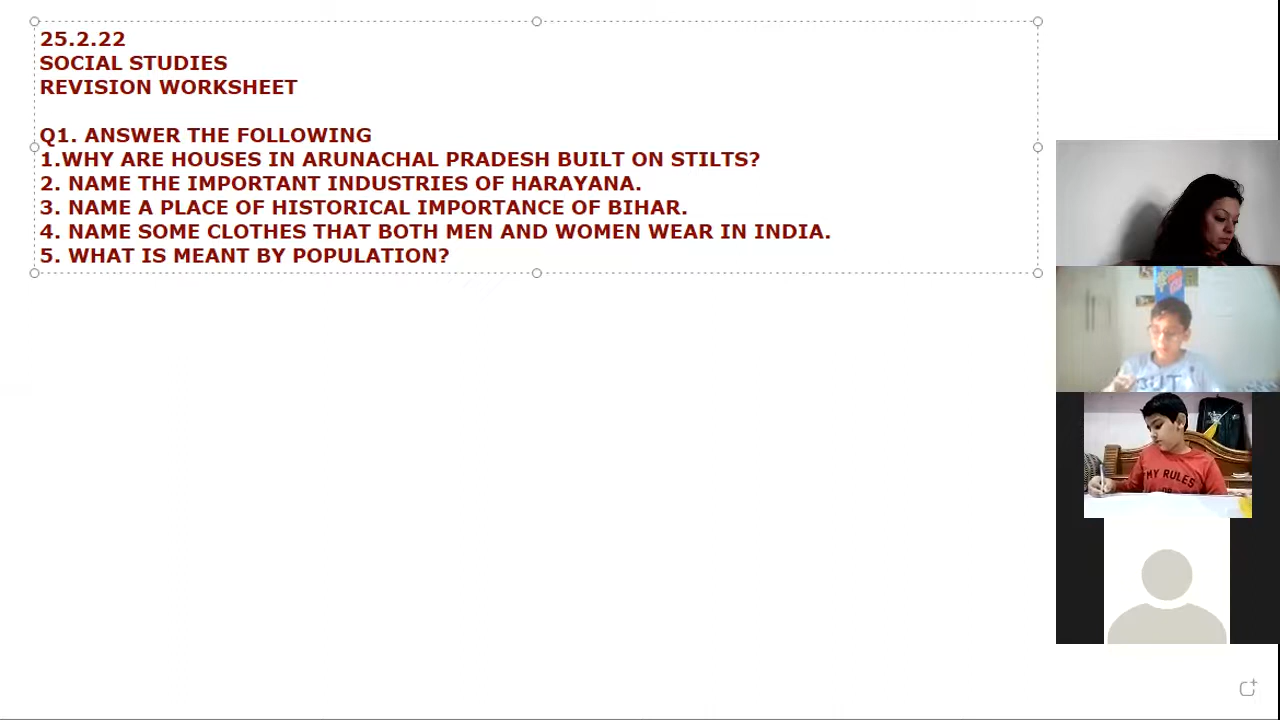 25.2.22
SOCIAL STUDIES
REVISION WORKSHEET
Q1. ANSWER THE FOLLOWING
1.WHY ARE HOUSES IN ARUNACHAL PRADESH BUILT ON STILTS?
2. NAME THE IMPORTANT INDUSTRIES OF HARAYANA.
3. NAME A PLACE OF HISTORICAL IMPORTANCE OF BIHAR.
4. NAME SOME CLOTHES THAT BOTH MEN AND WOMEN WEAR IN INDIA.
5. WHAT IS MEANT BY POPULATION?
MY RULES